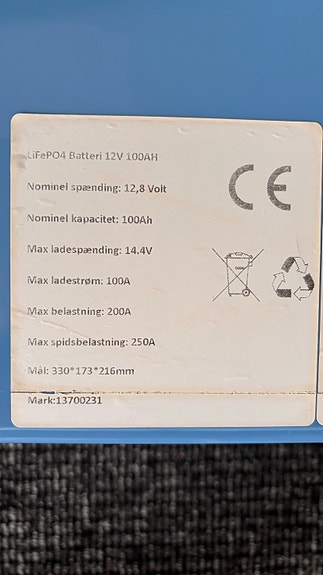 LiFePO4 Batteri 12V 100AH
Nominel spænding: 12,8 Volt
Nominel kapacitet: 100Ah
Max ladespænding: 14.4V
Max ladestrøm: 100A
Max belastning: 200A
Max spidsbelastning: 250A
Mål: 330*173*216mm
Mark:13700231
CE